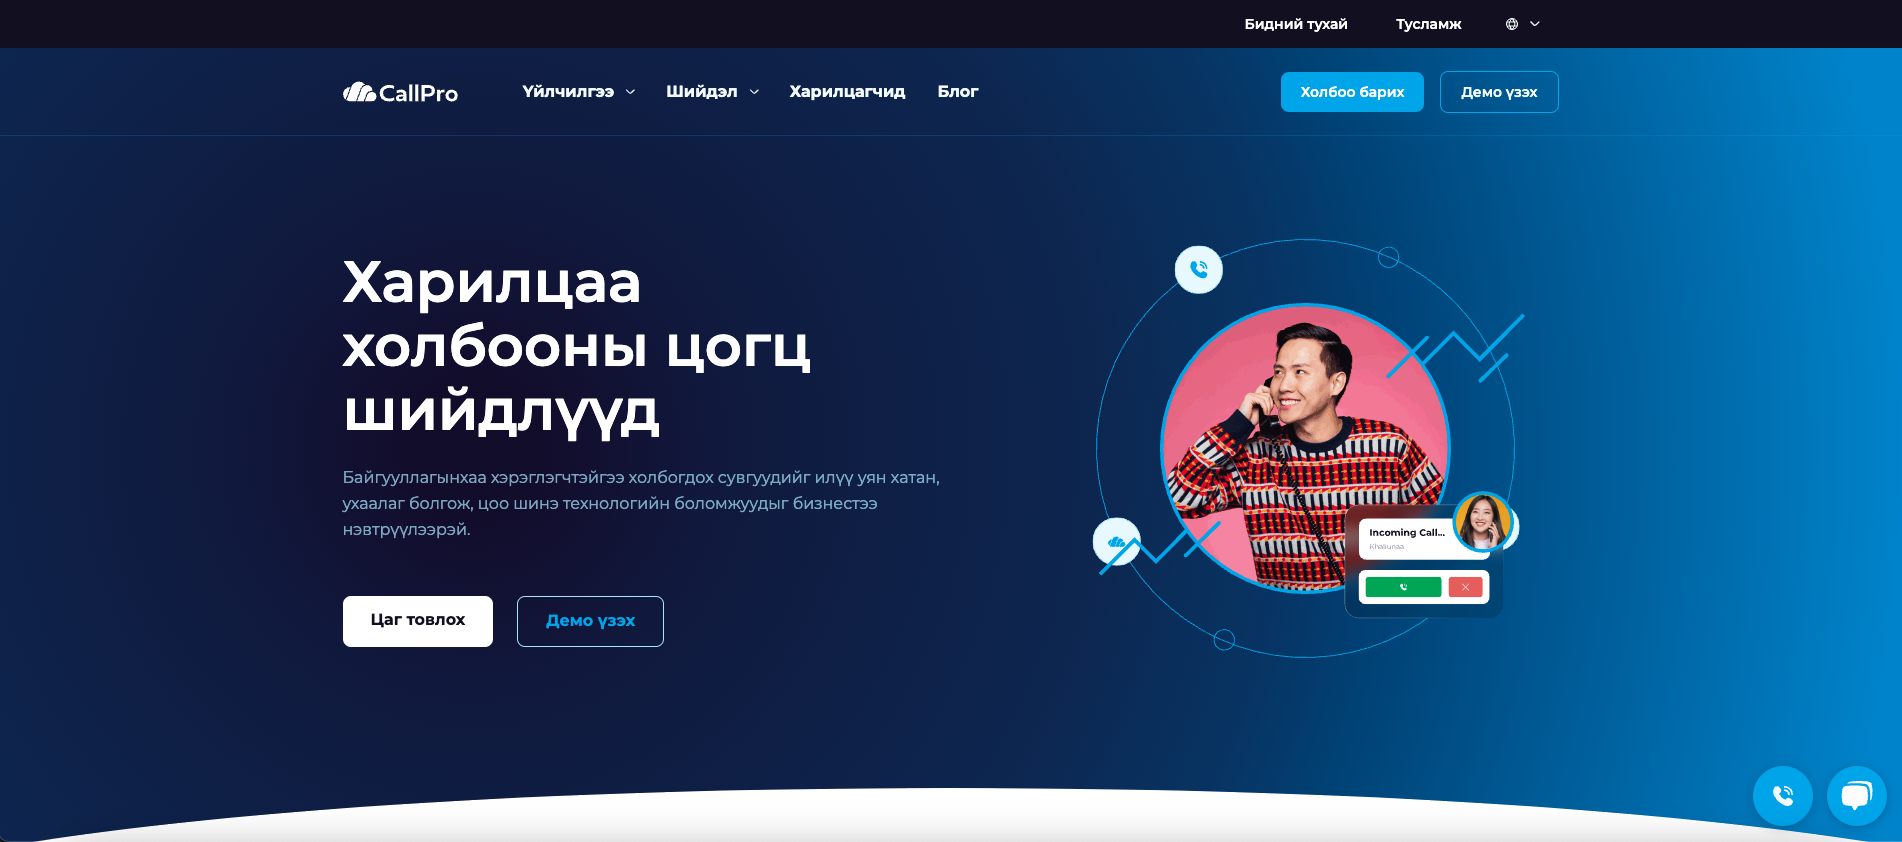 Бидний тухай
Тусламж
CallPro
Үйлчилгээ
Шийдэл
Харилцагчид
Блог
Холбоо барих
Демо үзэх
Харилцаа
холбооны цогц
шийдлүүд
Байгууллагынхаа хэрэглэгчтэйгээ холбогдох сувгуудийг илүү уян хатан,
ухаалаг болгож, цоо шинэ технологийн боломжуудыг бизнестээ
нэвтрүүлээрэй.
Цаг товлох
Демо үзэх
Incoming Call...
Khaliunaa